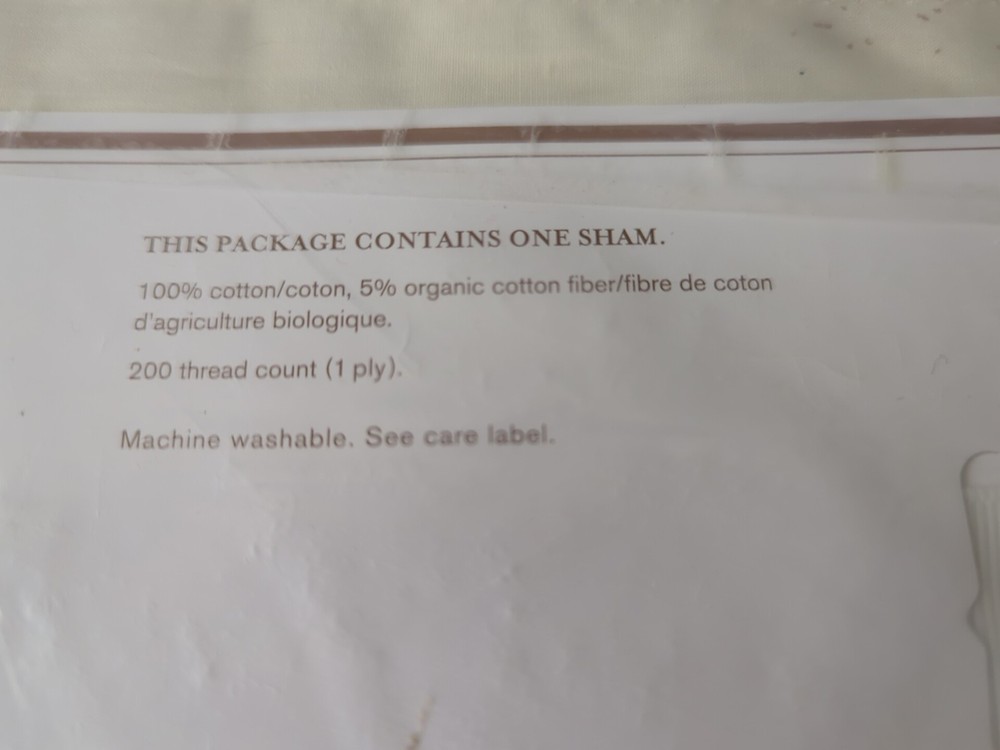 THIS PACKAGE CONTAINS ONE SHAM.
100% cotton/coton, 5% organic cotton fiber/fibre de coton
d'agriculture biologique.
200 thread count (1 ply).
Machine washable. See care label.